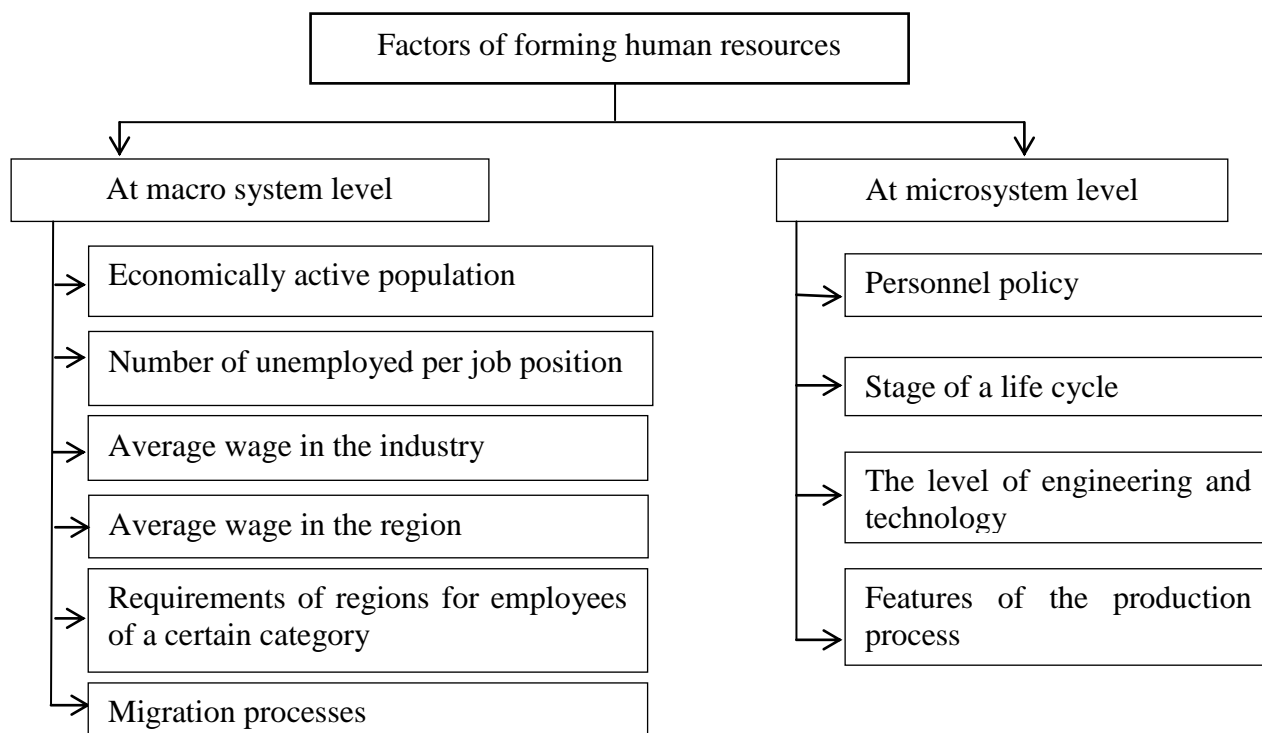 Factors of forming human resources
At macro system level
Economically active population
Number of unemployed per job position
Average wage in the industry
Average wage in the region
Requirements of regions for employees
of a certain category
Migration processes
At microsystem level
Personnel policy
Stage of a life cycle
The level of engineering and
technology
Features of the production
process